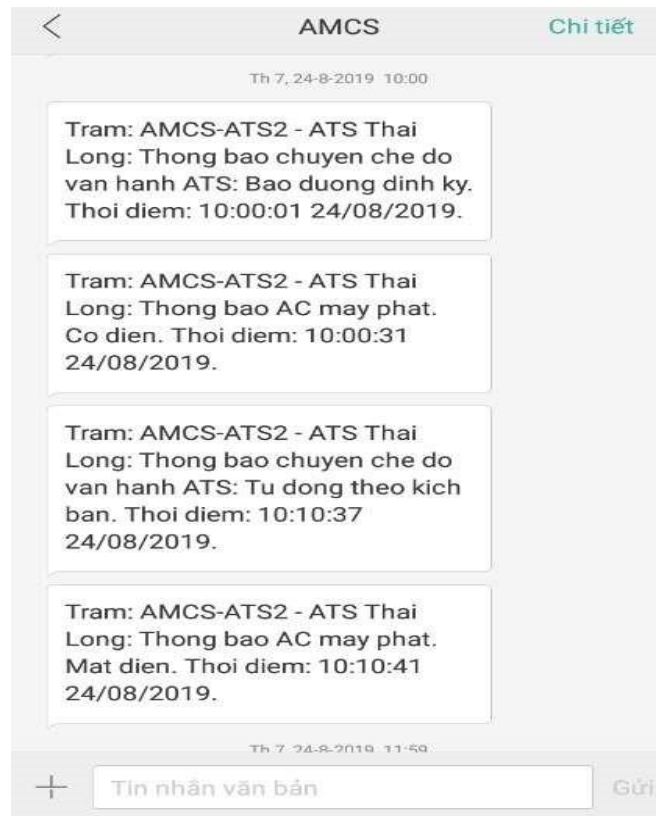 AMCS
Chi tiết
Th 7, 24-8-2019 10:00
Tram: AMCS-ATS2 - ATS Thai
Long: Thong bao chuyen che do
van hanh ATS: Bao duong dinh ky.
Thoi diem: 10:00:01 24/08/2019.
Tram: AMCS-ATS2 - ATS Thai
Long: Thong bao AC may phat.
Co dien. Thoi diem: 10:00:31
24/08/2019.
Tram: AMCS-ATS2 - ATS Thai
Long: Thong bao chuyen che do
van hanh ATS: Tu dong theo kich
ban. Thoi diem: 10:10:37
24/08/2019.
Tram: AMCS-ATS2 - ATS Thai
Long: Thong bao AC may phat.
Mat dien. Thoi diem: 10:10:41
24/08/2019.
Th 7, 24-8-2019 11:59
Tin nhắn văn bản
Gửi